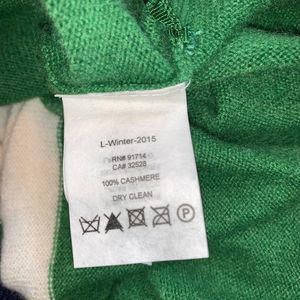 L-Winter-2015
RN# 91714
CA# 32528
100% CASHMERE
DRY CLEAN
P